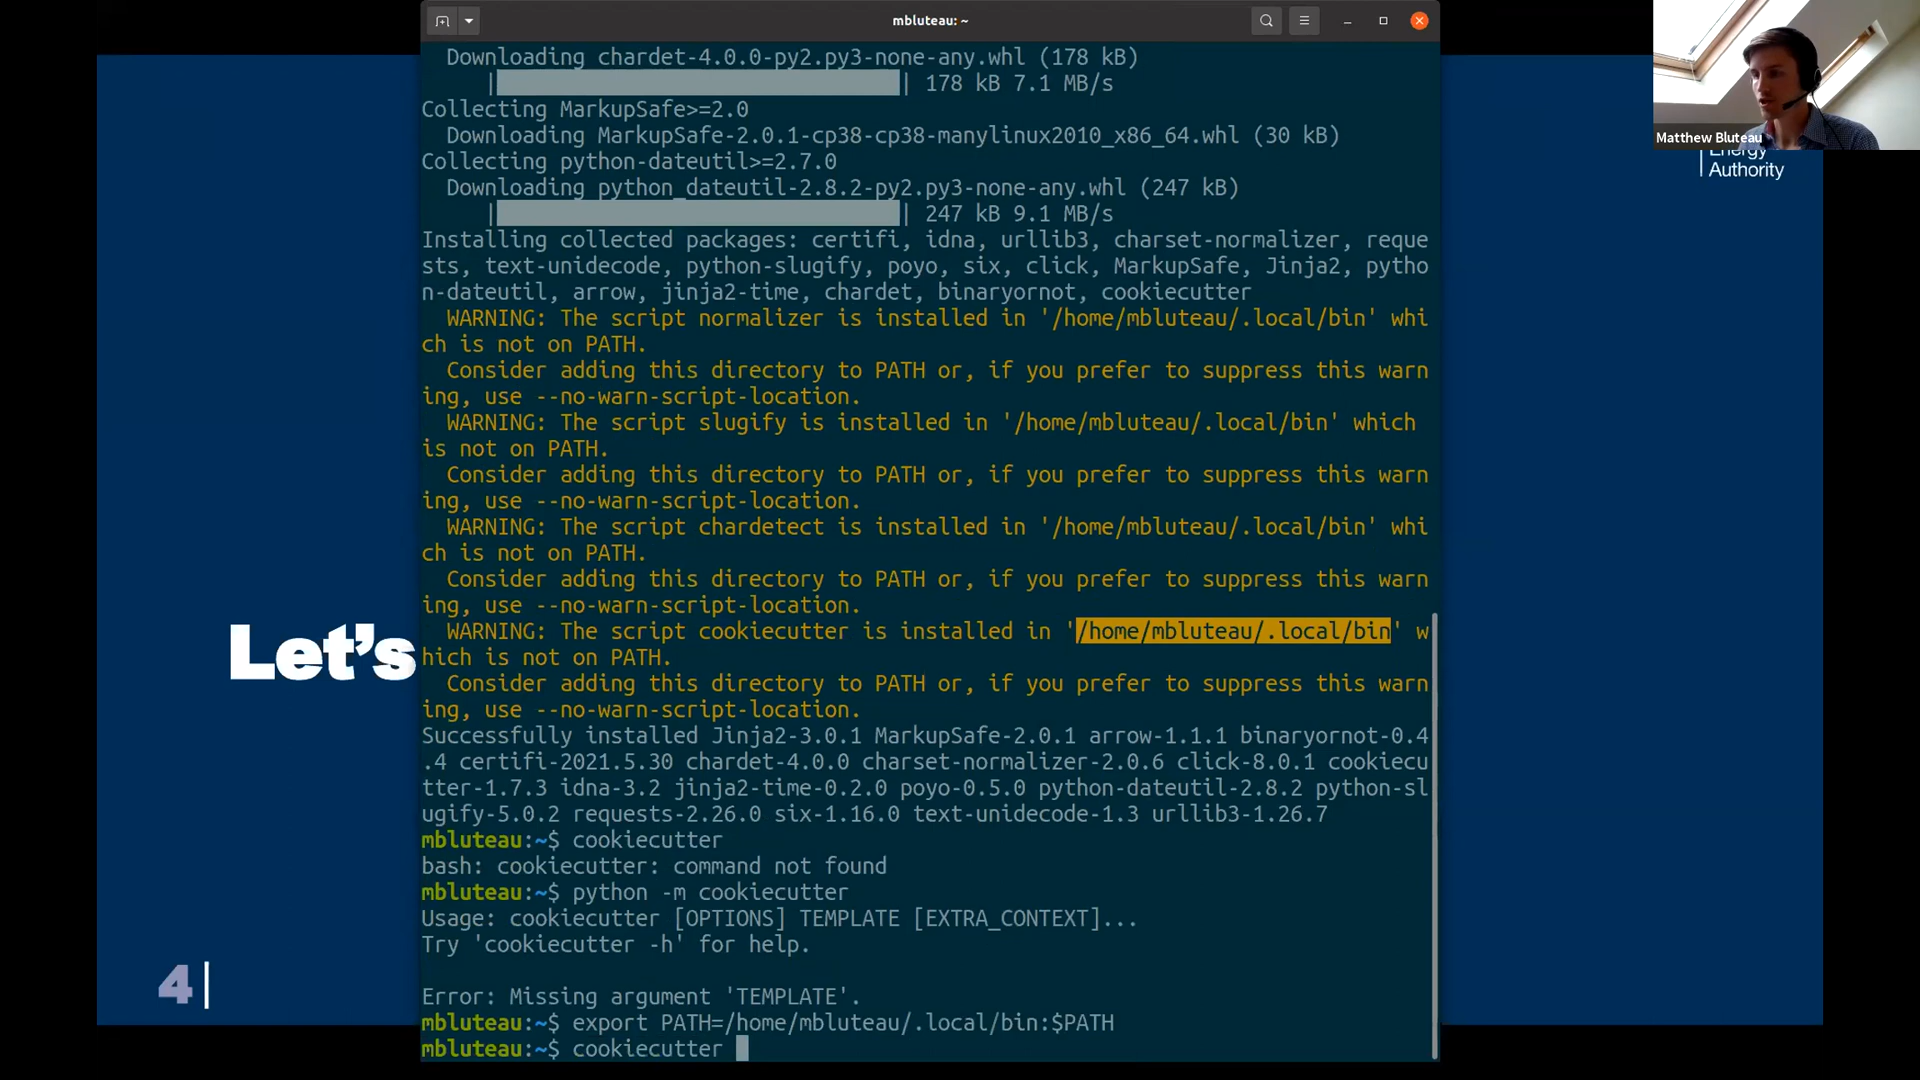 mbluteau: ~
Downloading chardet-4.0.0-py2.py3-none-any.whl (178 kB)
| | 178 kB 7.1 MB/s
Collecting MarkupSafe>=2.0
Downloading MarkupSafe-2.0.1-cp38-cp38-manylinux2010_x86_64.whl (30 kB)
Collecting python-dateutil>=2.7.0
Downloading python_dateutil-2.8.2-py2.py3-none-any.whl (247 kB)
| | 247 kB 9.1 MB/s
Installing collected packages: certifi, idna, urllib3, charset-normalizer, reque
sts, text-unidecode, python-slugify, poyo, six, click, MarkupSafe, Jinja2, pytho
n-dateutil, arrow, jinja2-time, chardet, binaryornot, cookiecutter
WARNING: The script normalizer is installed in '/home/mbluteau/.local/bin' whi
ch is not on PATH.
Consider adding this directory to PATH or, if you prefer to suppress this warn
ing, use --no-warn-script-location.
WARNING: The script slugify is installed in '/home/mbluteau/.local/bin' which
is not on PATH.
Consider adding this directory to PATH or, if you prefer to suppress this warn
ing, use --no-warn-script-location.
WARNING: The script chardetect is installed in '/home/mbluteau/.local/bin' whi
ch is not on PATH.
Consider adding this directory to PATH or, if you prefer to suppress this warn
ing, use --no-warn-script-location.
WARNING: The script cookiecutter is installed in '/home/mbluteau/.local/bin' w
hich is not on PATH.
Consider adding this directory to PATH or, if you prefer to suppress this warn
ing, use --no-warn-script-location.
Successfully installed Jinja2-3.0.1 MarkupSafe-2.0.1 arrow-1.1.1 binaryornot-0.4
.4 certifi-2021.5.30 chardet-4.0.0 charset-normalizer-2.0.6 click-8.0.1 cookiecu
tter-1.7.3 idna-3.2 jinja2-time-0.2.0 poyo-0.5.0 python-dateutil-2.8.2 python-sl
ugify-5.0.2 requests-2.26.0 six-1.16.0 text-unidecode-1.3 urllib3-1.26.7
mbluteau:~$ cookiecutter
bash: cookiecutter: command not found
mbluteau:~$ python -m cookiecutter
Usage: cookiecutter [OPTIONS] TEMPLATE [EXTRA_CONTEXT]...
Try 'cookiecutter -h' for help.
Error: Missing argument 'TEMPLATE'.
mbluteau:~$ export PATH=/home/mbluteau/.local/bin:$PATH
mbluteau:~$ cookiecutter
Let's
4
Matthew Bluteau
Energy
Authority